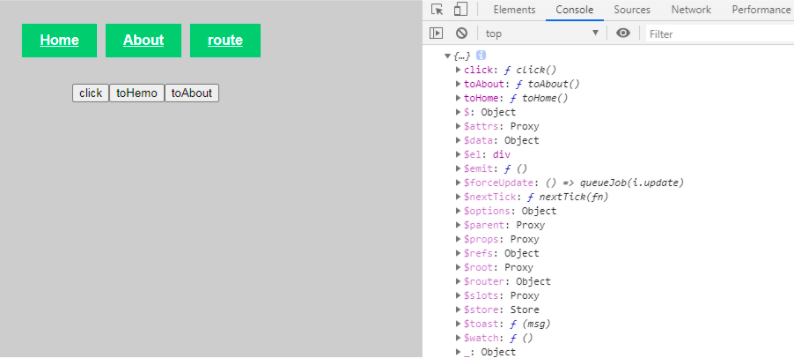 Home About route
click toHemo toAbout
Elements Console Sources Network Performance
top Filter
{…} i
click: ƒ click()
toAbout: ƒ toAbout()
toHome: ƒ toHome()
$: Object
$attrs: Proxy
$data: Object
$el: div
$emit: ƒ ()
$forceUpdate: () => queueJob(i.update)
$nextTick: ƒ nextTick(fn)
$options: Object
$parent: Proxy
$props: Proxy
$refs: Object
$root: Proxy
$router: Object
$slots: Proxy
$store: Store
$toast: ƒ (msg)
$watch: ƒ ()
_: Object